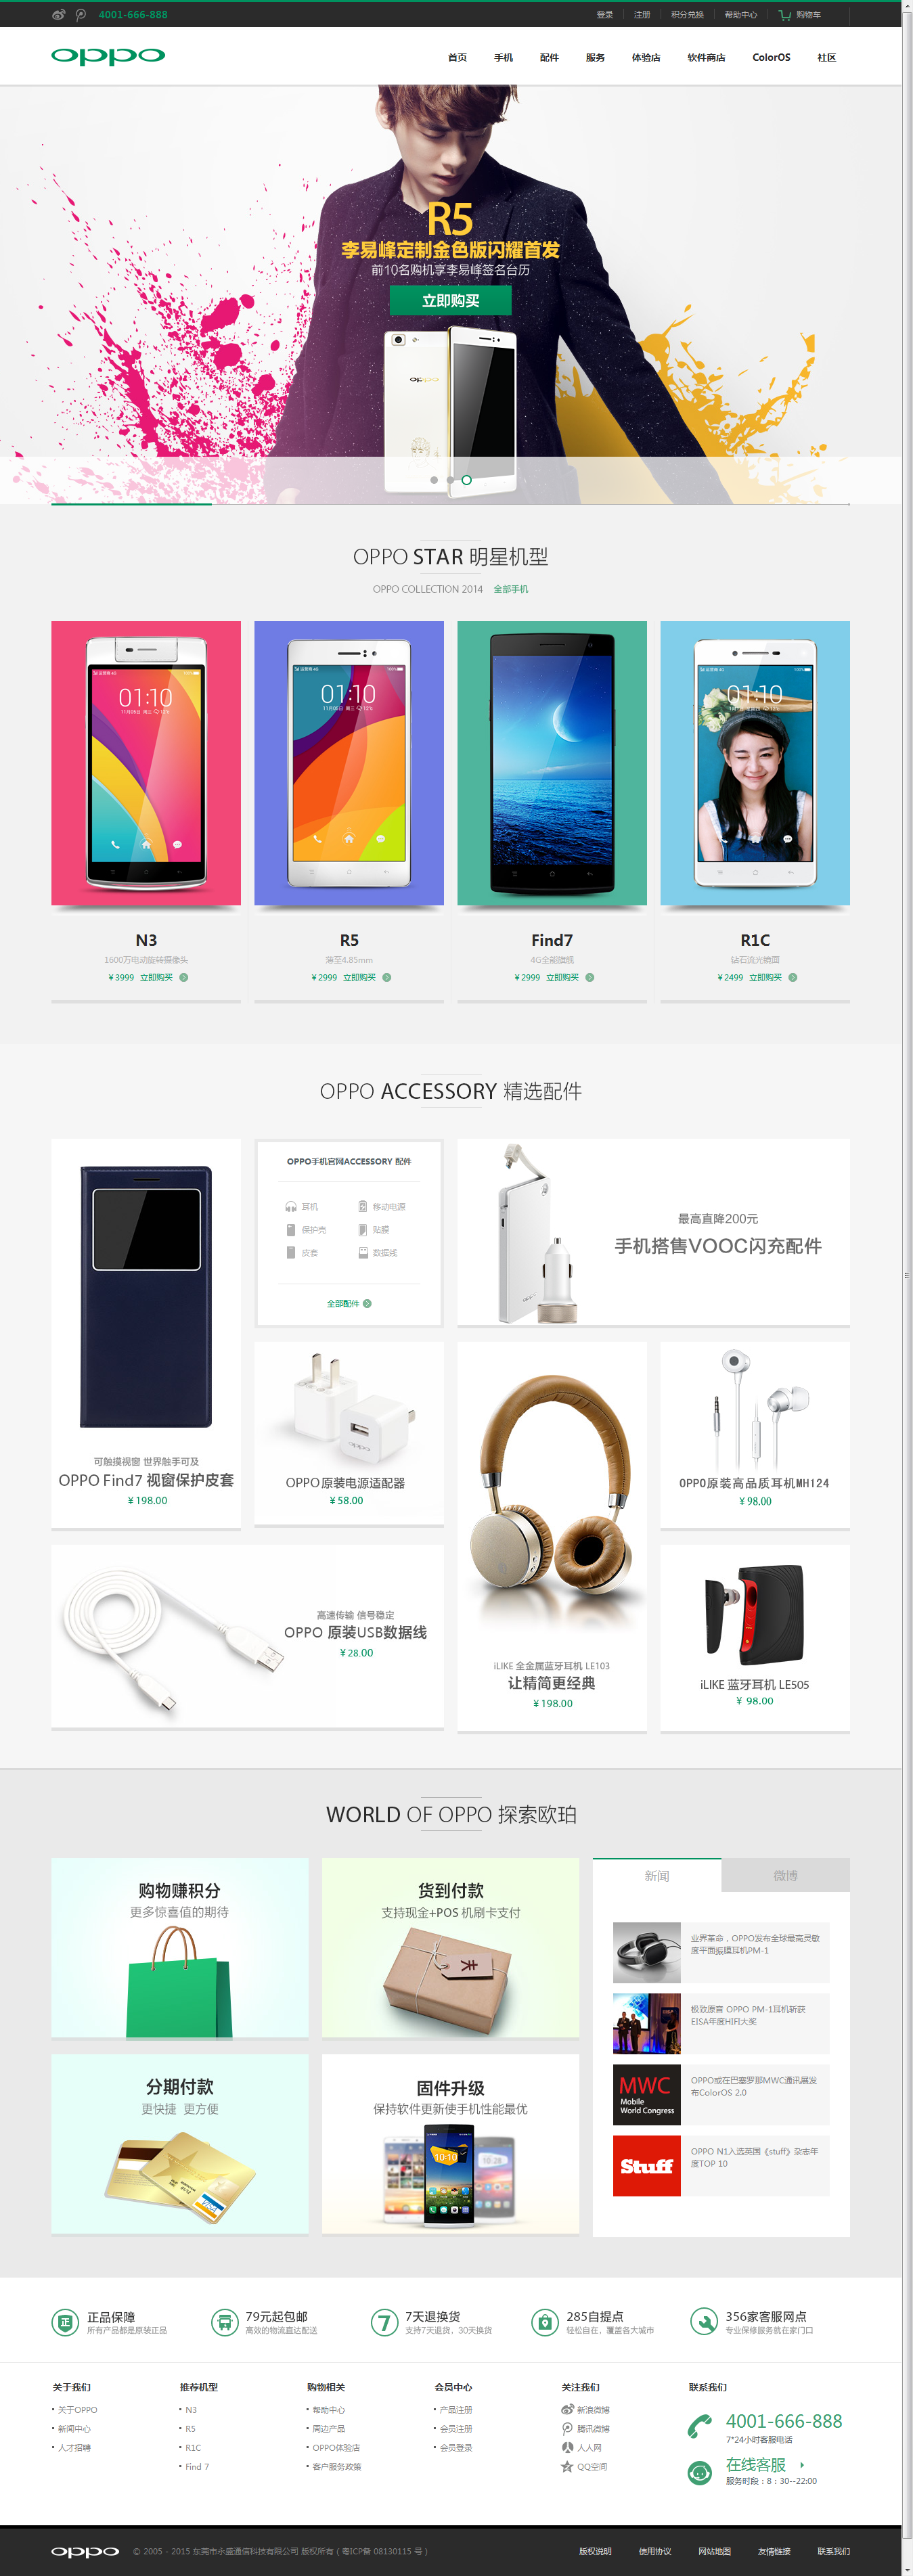 4001-666-888
登录
注册
积分兑换
帮助中心
购物车
oppo
首页
手机
配件
服务
体验店
软件商店
ColorOS
社区
R5
李易峰定制金色版闪耀首发
前10名购机享李易峰签名台历
立即购买
oppo
OPPO STAR 明星机型
OPPO COLLECTION 2014 全部手机
01:10
01:10
01:10
N3
1600万电动旋转摄像头
¥3999 立即购买
R5
薄至4.85mm
¥2999 立即购买
Find7
4G全能旗舰
¥2999 立即购买
R1C
钻石流光镜面
¥2499 立即购买
OPPO ACCESSORY 精选配件
OPPO手机官网ACCESSORY 配件
耳机
移动电源
保护壳
贴膜
皮套
数据线
全部配件
最高直降200元
手机搭售VOOC闪充配件
可触摸视窗 世界触手可及
OPPO Find7 视窗保护皮套
¥198.00
oppo
OPPO原装电源适配器
¥58.00
OPPO原装高品质耳机MH124
¥98.00
高速传输 信号稳定
OPPO 原装USB数据线
¥28.00
iLIKE 全金属蓝牙耳机 LE103
让精简更经典
¥198.00
iLIKE 蓝牙耳机 LE505
¥ 98.00
WORLD OF OPPO 探索欧珀
购物赚积分
更多惊喜值的期待
货到付款
支持现金+POS 机刷卡支付
分期付款
更快捷 更方便
VISA
固件升级
保持软件更新使手机性能最优
10:10
新闻
微博
业界革命，OPPO发布全球最高灵敏
度平面振膜耳机PM-1
极致原音 OPPO PM-1耳机斩获
EISA年度HIFI大奖
MWC
Mobile
World Congress
OPPO或在巴塞罗那MWC通讯展发
布ColorOS 2.0
Stuff
OPPO N1入选英国《stuff》杂志年
度TOP 10
正
正品保障
所有产品都是原装正品
79元起包邮
高效的物流直达配送
7
7天退换货
支持7天退货，30天换货
285自提点
轻松自在，覆盖各大城市
356家客服网点
专业保修服务就在家门口
关于我们
关于OPPO
新闻中心
人才招聘
推荐机型
N3
R5
R1C
Find 7
购物相关
帮助中心
周边产品
OPPO体验店
客户服务政策
会员中心
产品注册
会员注册
会员登录
关注我们
新浪微博
腾讯微博
人人网
QQ空间
联系我们
4001-666-888
7*24小时客服电话
在线客服
服务时段：8：30--22:00
oppo
© 2005 - 2015 东莞市永盛通信科技有限公司 版权所有（粤ICP备 08130115 号）
版权说明
使用协议
网站地图
友情链接
联系我们